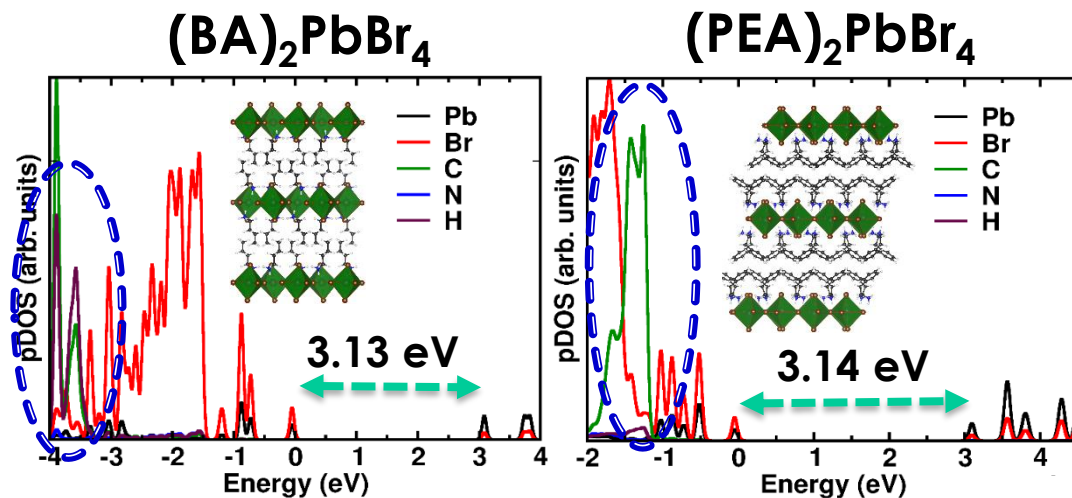 (BA)₂PbBr₄
pDOS (arb. units)
Pb
Br
C
N
H
3.13 eV
-4 -3 -2 -1 0 1 2 3 4
Energy (eV)
(PEA)₂PbBr₄
pDOS (arb. units)
Pb
Br
C
N
H
3.14 eV
-2 -1 0 1 2 3 4
Energy (eV)